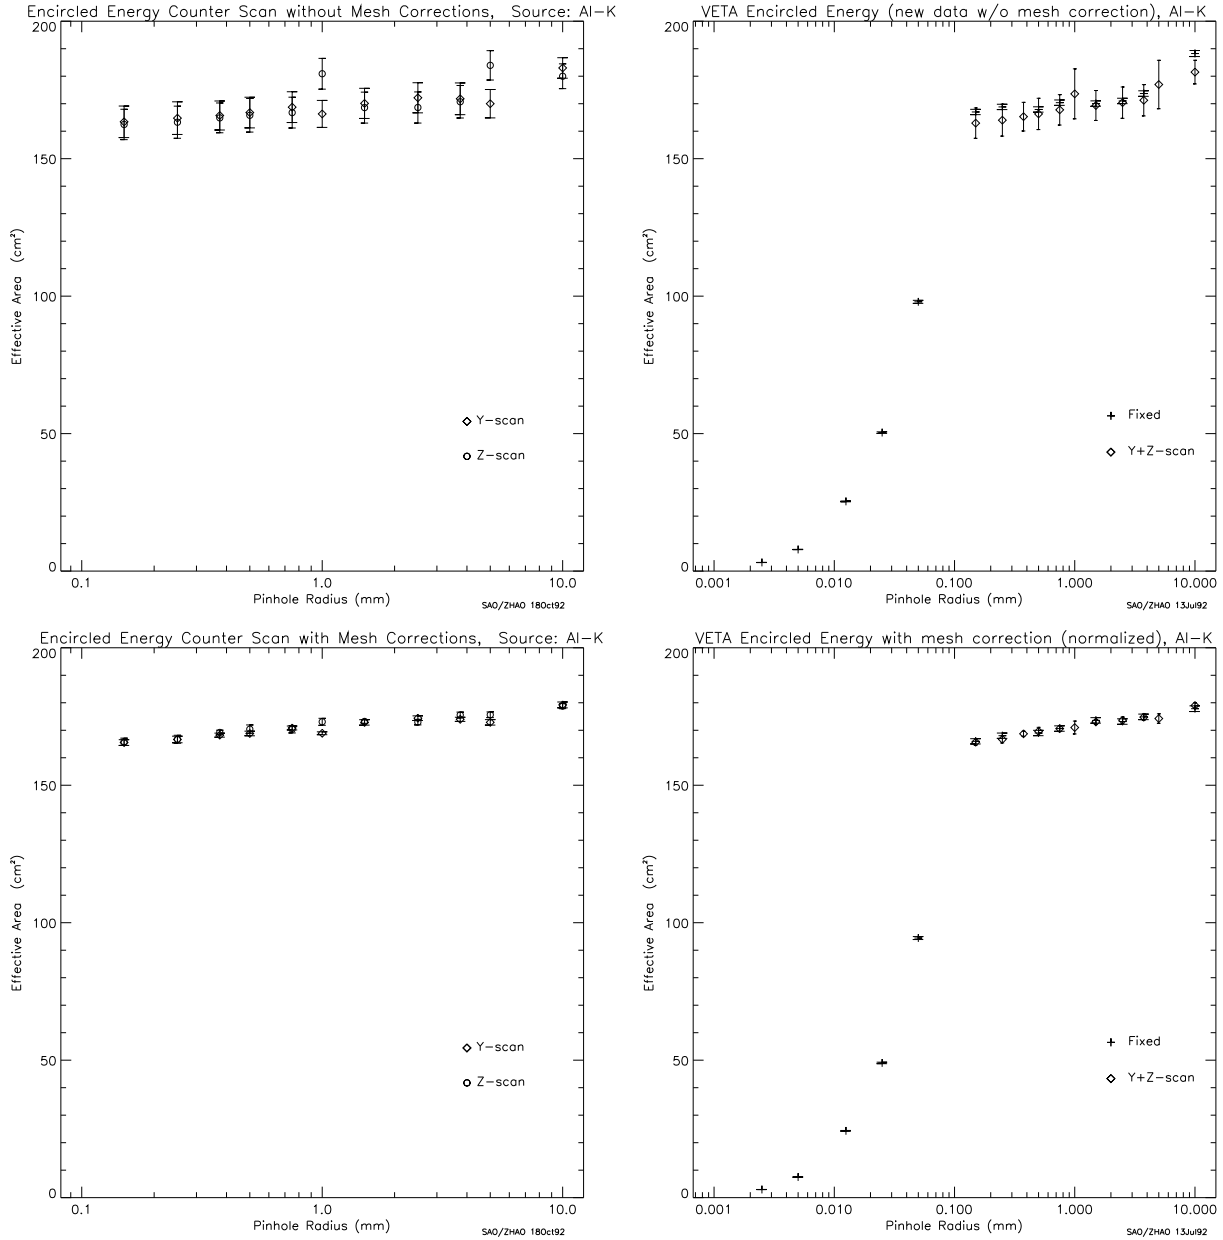 Encircled Energy Counter Scan without Mesh Corrections, Source: Al-K
200
150
100
50
0
Effective Area (cm²)
Y-scan
Z-scan
0.1 1.0 10.0
Pinhole Radius (mm)
SAO/ZHAO 18Oct92
VETA Encircled Energy (new data w/o mesh correction), Al-K
200
150
100
50
0
Effective Area (cm²)
Fixed
Y+Z-scan
0.001 0.010 0.100 1.000 10.000
Pinhole Radius (mm)
SAO/ZHAO 13Jul92
Encircled Energy Counter Scan with Mesh Corrections, Source: Al-K
200
150
100
50
0
Effective Area (cm²)
Y-scan
Z-scan
0.1 1.0 10.0
Pinhole Radius (mm)
SAO/ZHAO 18Oct92
VETA Encircled Energy with mesh correction (normalized), Al-K
200
150
100
50
0
Effective Area (cm²)
Fixed
Y+Z-scan
0.001 0.010 0.100 1.000 10.000
Pinhole Radius (mm)
SAO/ZHAO 13Jul92